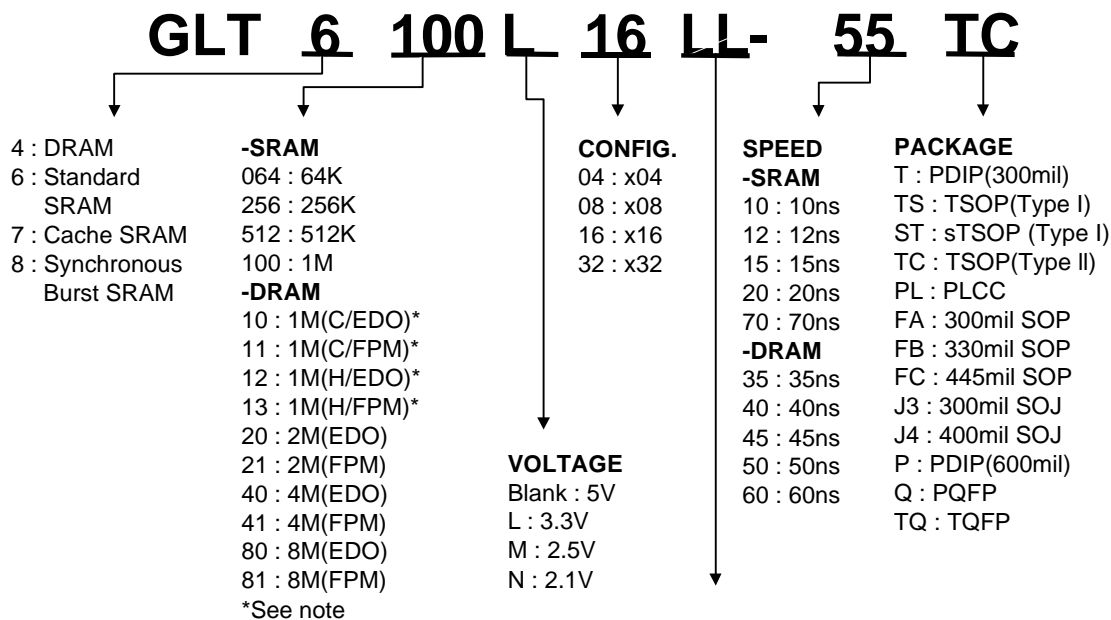 GLT 6 100 L 16 LL- 55 TC
4 : DRAM
6 : Standard
SRAM
7 : Cache SRAM
8 : Synchronous
Burst SRAM
-SRAM
064 : 64K
256 : 256K
512 : 512K
100 : 1M
-DRAM
10 : 1M(C/EDO)*
11 : 1M(C/FPM)*
12 : 1M(H/EDO)*
13 : 1M(H/FPM)*
20 : 2M(EDO)
21 : 2M(FPM)
40 : 4M(EDO)
41 : 4M(FPM)
80 : 8M(EDO)
81 : 8M(FPM)
*See note
VOLTAGE
Blank : 5V
L : 3.3V
M : 2.5V
N : 2.1V
CONFIG.
04 : x04
08 : x08
16 : x16
32 : x32
SPEED
-SRAM
10 : 10ns
12 : 12ns
15 : 15ns
20 : 20ns
70 : 70ns
-DRAM
35 : 35ns
40 : 40ns
45 : 45ns
50 : 50ns
60 : 60ns
PACKAGE
T : PDIP(300mil)
TS : TSOP(Type I)
ST : sTSOP (Type I)
TC : TSOP(Type ll)
PL : PLCC
FA : 300mil SOP
FB : 330mil SOP
FC : 445mil SOP
J3 : 300mil SOJ
J4 : 400mil SOJ
P : PDIP(600mil)
Q : PQFP
TQ : TQFP